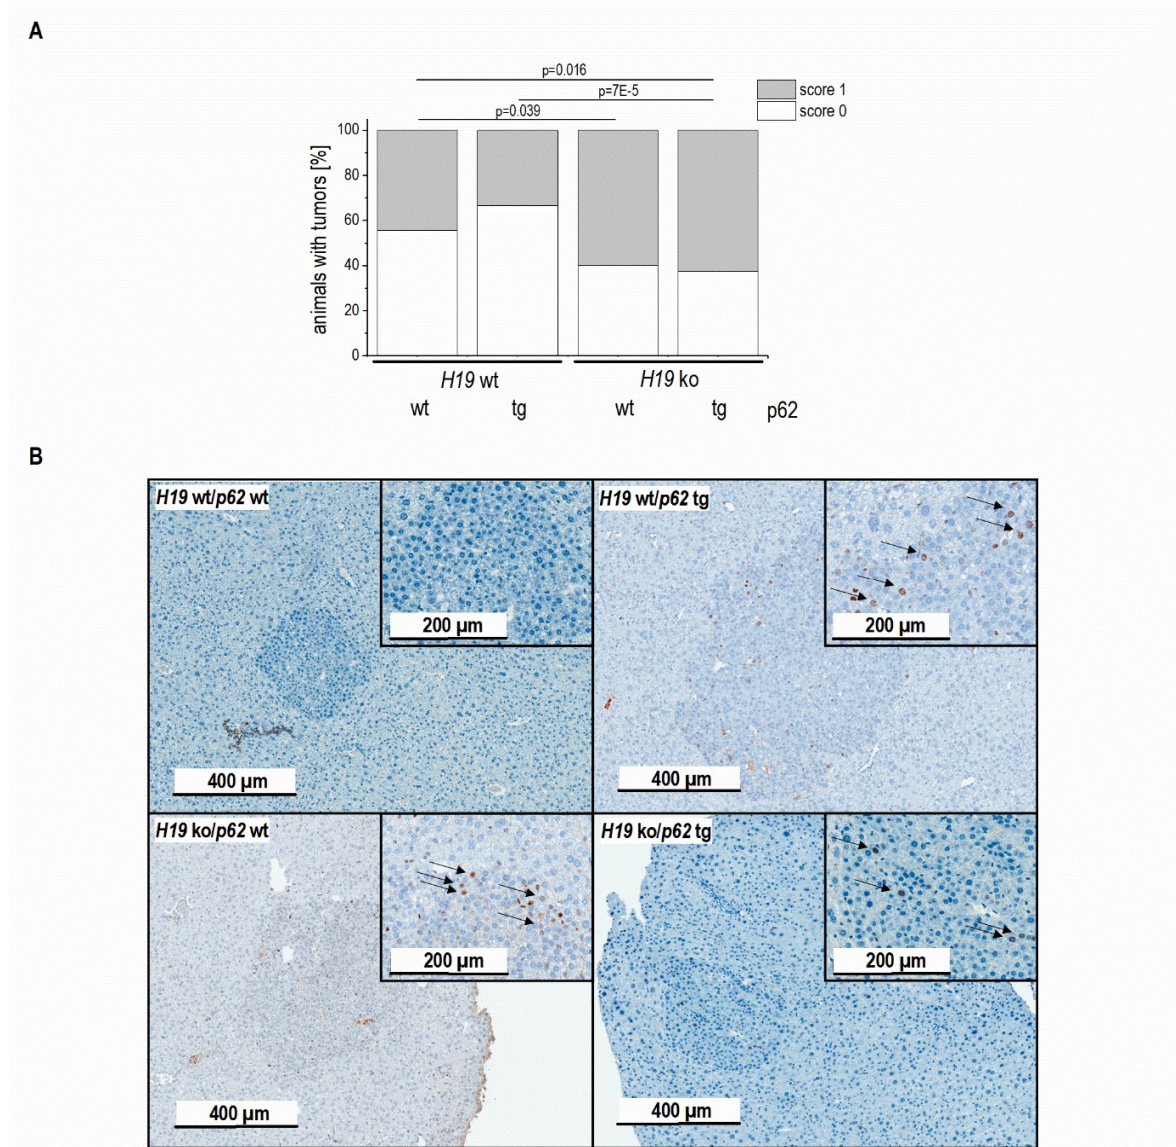 A
p=0.016
p=7E-5
p=0.039
score 1
score 0
animals with tumors [%]
100
80
60
40
20
0
H19 wt
H19 ko
wt
tg
wt
tg
p62
B
H19 wt/p62 wt
200 µm
400 µm
H19 wt/p62 tg
200 µm
400 µm
H19 ko/p62 wt
200 µm
400 µm
H19 ko/p62 tg
200 µm
400 µm